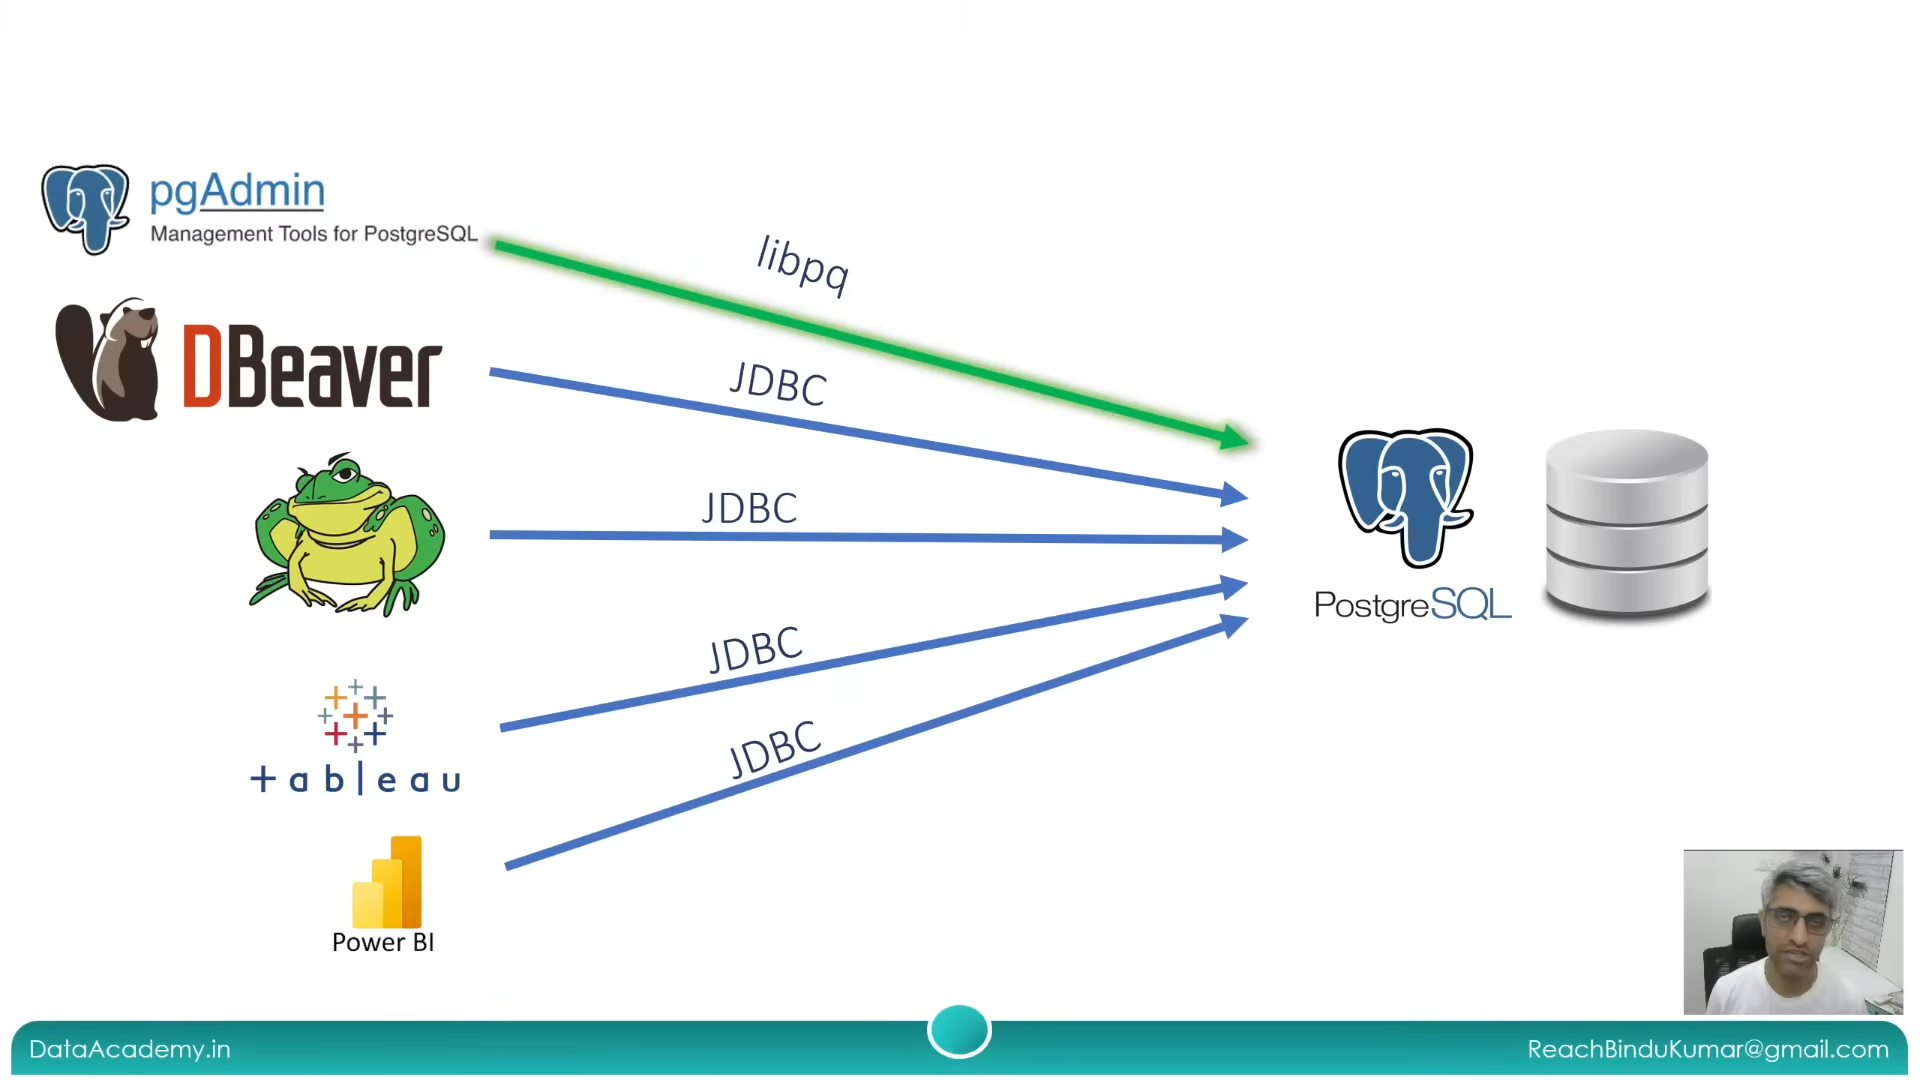 pgAdmin
Management Tools for PostgreSQL
libpq
DBeaver
JDBC
JDBC
PostgreSQL
JDBC
+ableau
JDBC
Power BI
DataAcademy.in
ReachBinduKumar@gmail.com